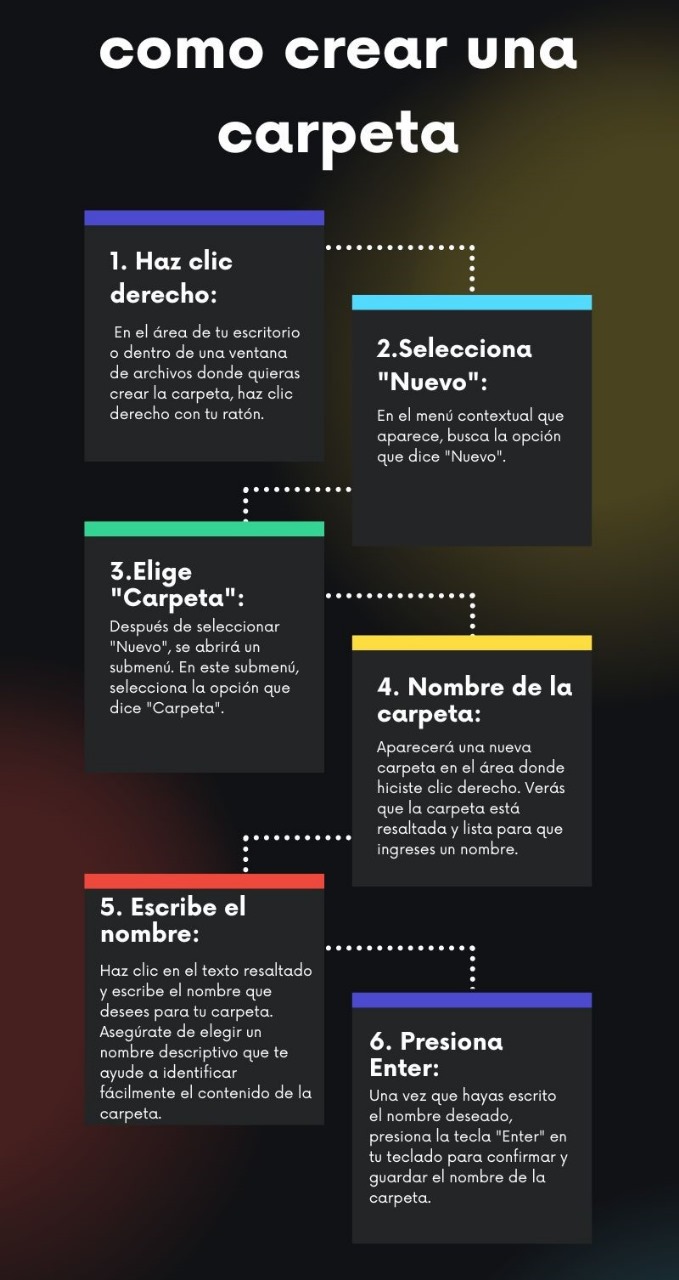 como crear una
carpeta
1. Haz clic
derecho:
En el área de tu escritorio
o dentro de una ventana
de archivos donde quieras
crear la carpeta, haz clic
derecho con tu ratón.
2.Selecciona
"Nuevo":
En el menú contextual que
aparece, busca la opción
que dice "Nuevo".
3.Elige
"Carpeta":
Después de seleccionar
"Nuevo", se abrirá un
submenú. En este submenú,
selecciona la opción que
dice "Carpeta".
4. Nombre de la
carpeta:
Aparecerá una nueva
carpeta en el área donde
hiciste clic derecho. Verás
que la carpeta está
resaltada y lista para que
ingreses un nombre.
5. Escribe el
nombre:
Haz clic en el texto resaltado
y escribe el nombre que
desees para tu carpeta.
Asegúrate de elegir un
nombre descriptivo que te
ayude a identificar
fácilmente el contenido de la
carpeta.
6. Presiona
Enter:
Una vez que hayas escrito
el nombre deseado,
presiona la tecla "Enter" en
tu teclado para confirmar y
guardar el nombre de la
carpeta.